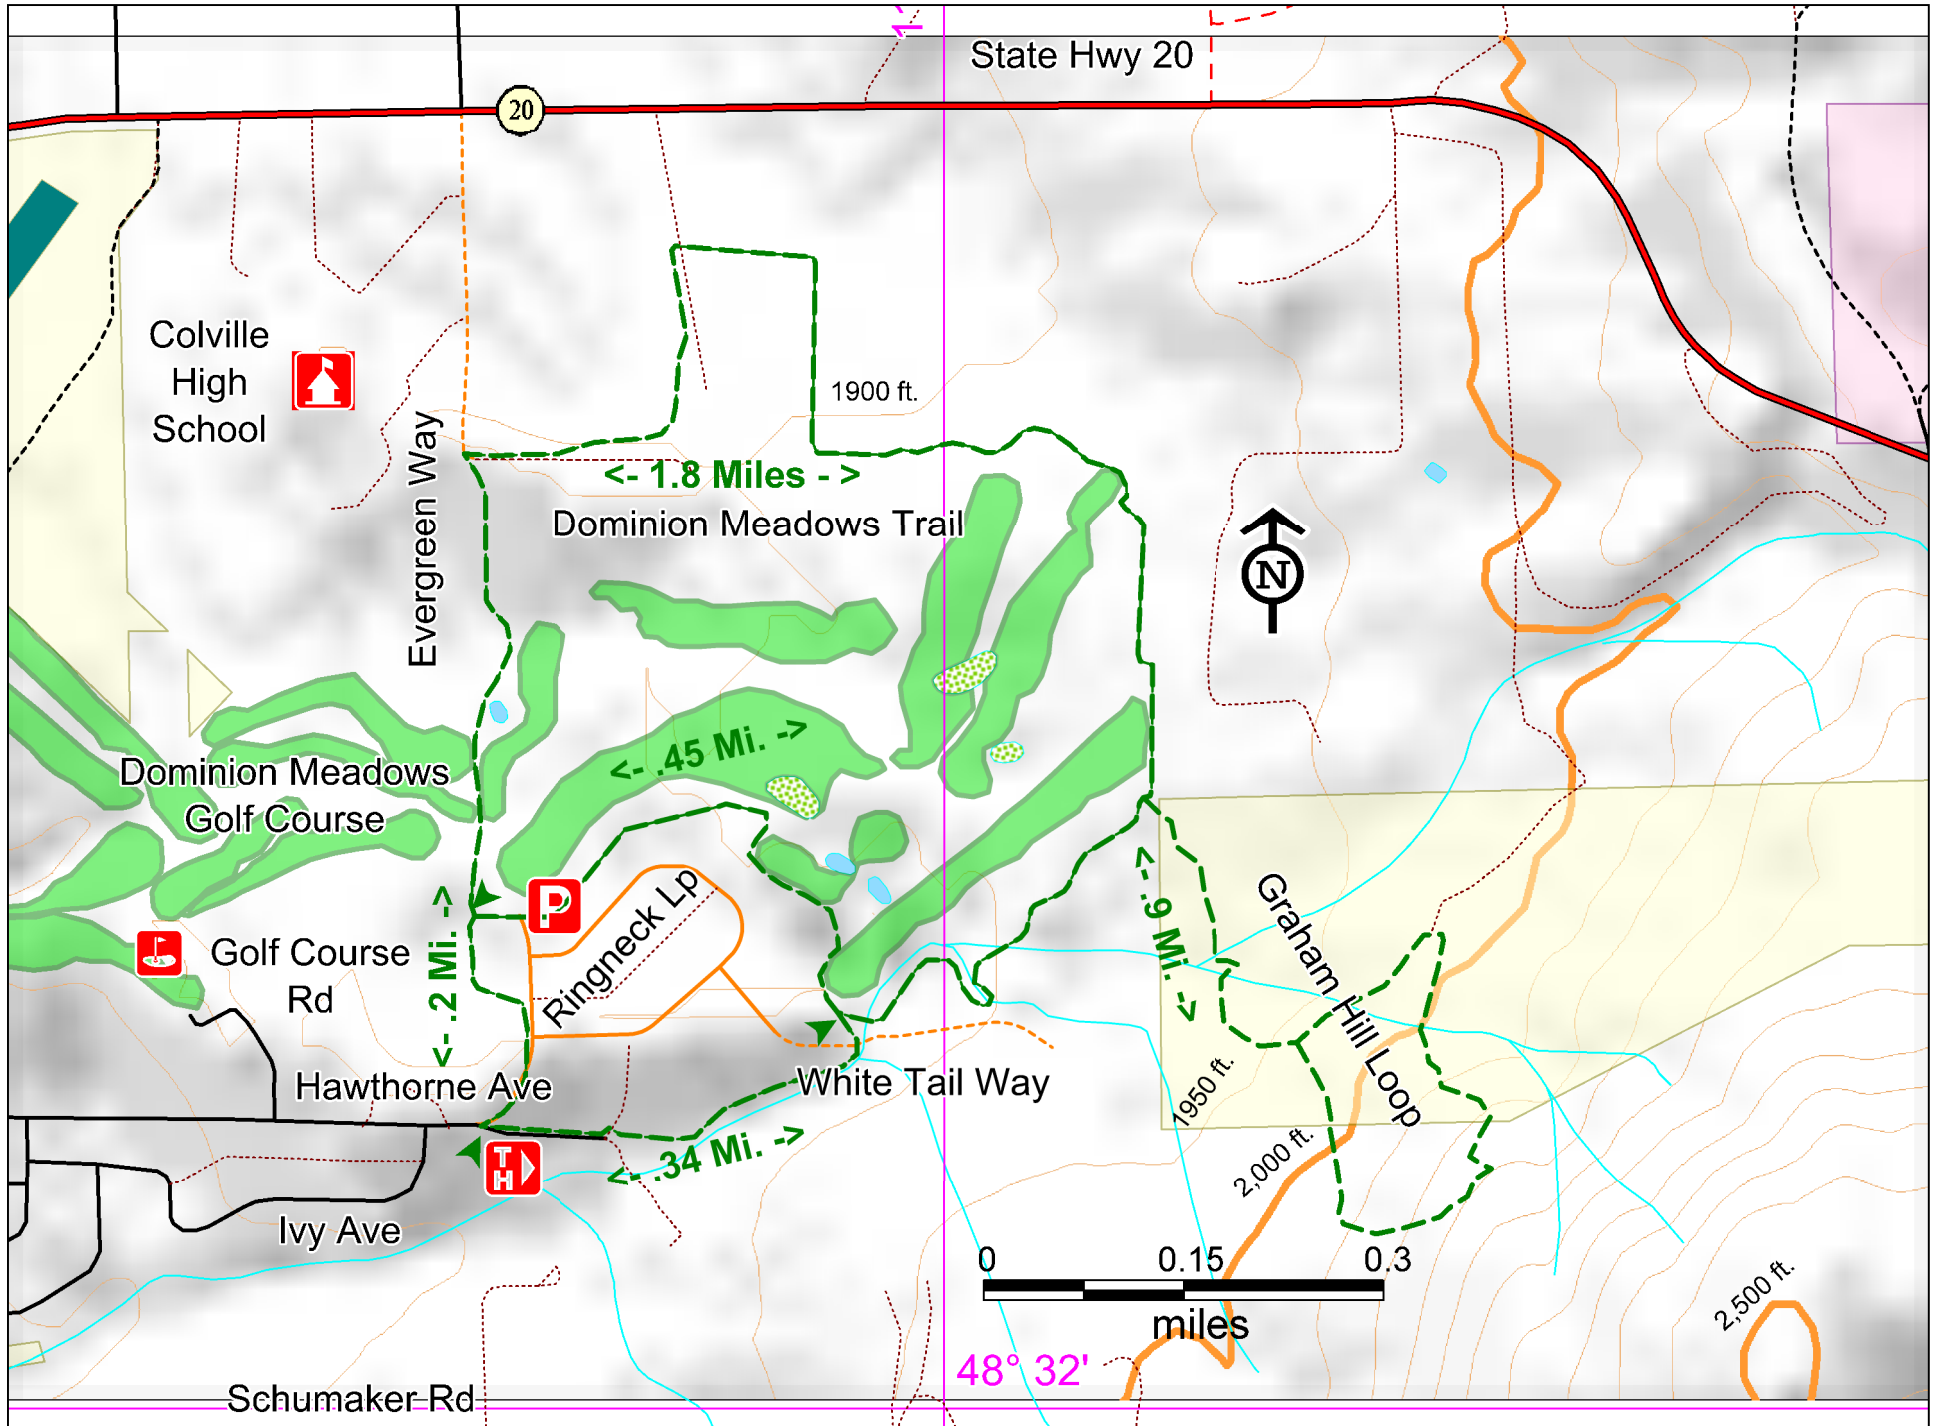 State Hwy 20
20
Colville
High
School
1900 ft.
Evergreen Way
<- 1.8 Miles - >
Dominion Meadows Trail
N
<- .45 Mi. ->
Dominion Meadows
Golf Course
P
Ringneck Lp
<- .9 Mi. ->
Graham Hill Loop
Golf Course
Rd
<- .2 Mi. ->
Hawthorne Ave
White Tail Way
1950 ft.
2,000 ft.
TH
<- .34 Mi. ->
Ivy Ave
0 0.15 0.3
miles
2,500 ft.
48° 32'
Schumaker Rd